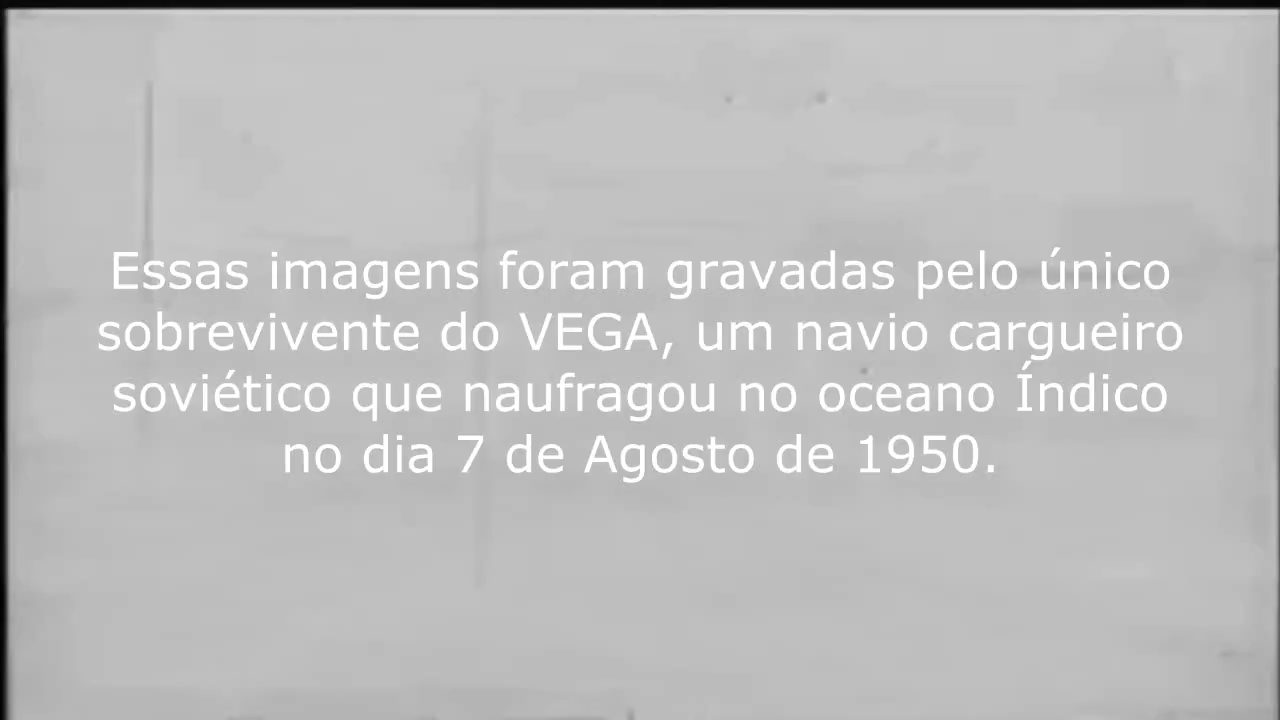 Essas imagens foram gravadas pelo único
sobrevivente do VEGA, um navio cargueiro
soviético que naufragou no oceano Índico
no dia 7 de Agosto de 1950.